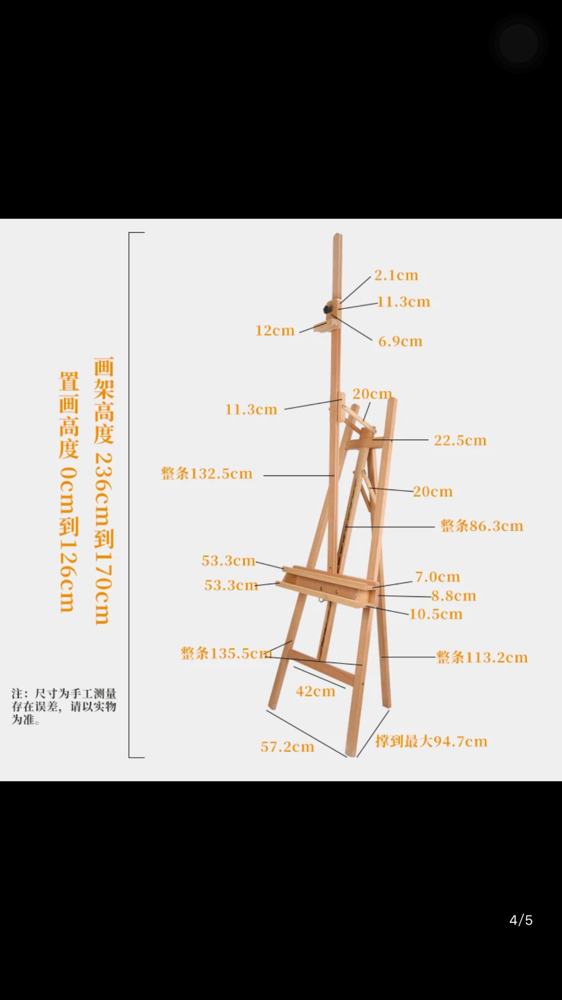 画架高度 236cm到170cm
置画高度 0cm到126cm
2.1cm
11.3cm
12cm
6.9cm
20cm
11.3cm
22.5cm
整条132.5cm
20cm
整条86.3cm
53.3cm
7.0cm
53.3cm
8.8cm
10.5cm
整条135.5cm
整条113.2cm
42cm
注：尺寸为手工测量
存在误差，请以实物
为准。
57.2cm
撑到最大94.7cm
4/5